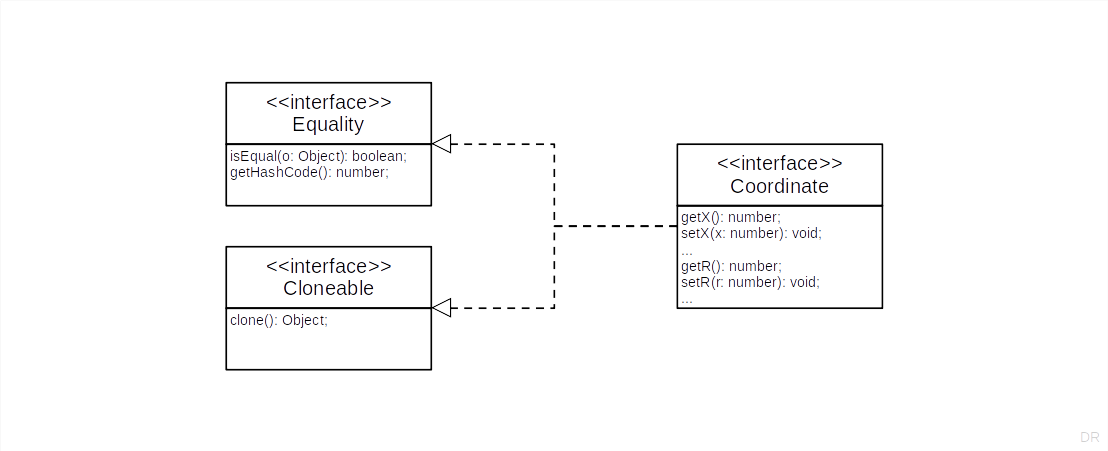 <<interface>>
Equality
isEqual(o: Object): boolean;
getHashCode(): number;
<<interface>>
Cloneable
clone(): Object;
<<interface>>
Coordinate
getX(): number;
setX(x: number): void;
...
getR(): number;
setR(r: number): void;
...
DR